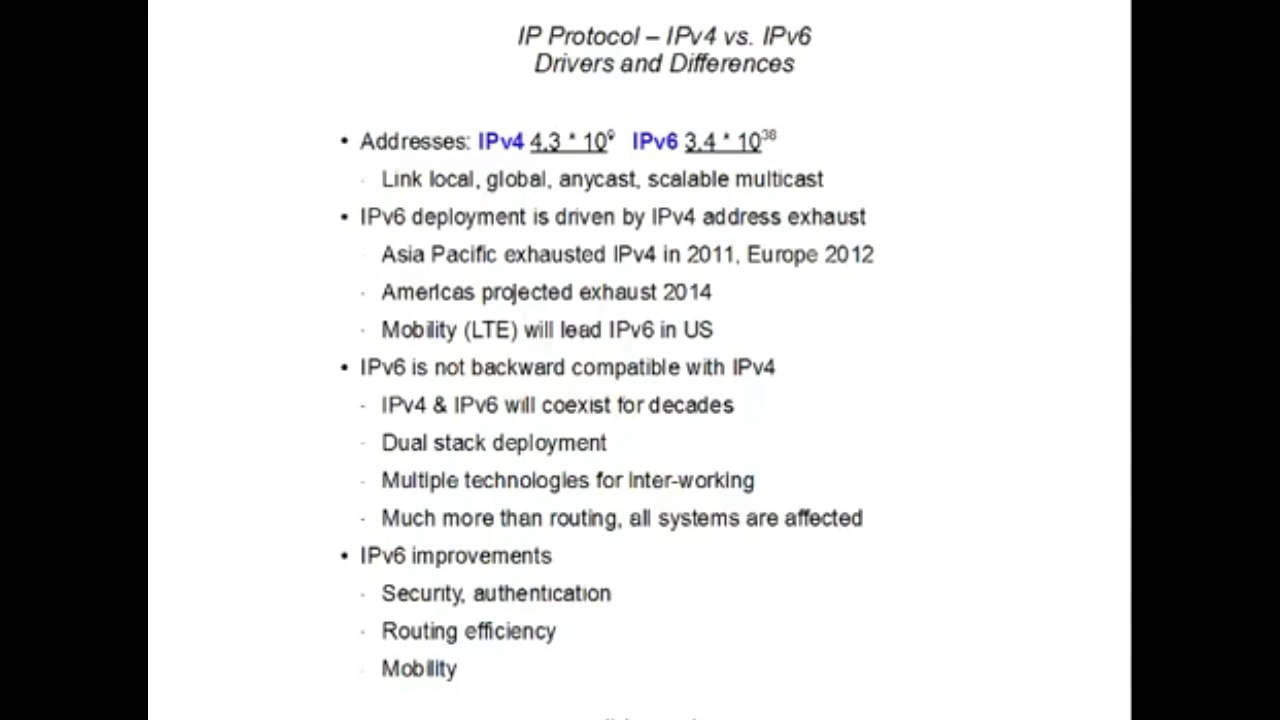 IP Protocol – IPv4 vs. IPv6
Drivers and Differences
• Addresses: IPv4 4.3 * 10⁹ IPv6 3.4 * 10³⁸
- Link local, global, anycast, scalable multicast
• IPv6 deployment is driven by IPv4 address exhaust
- Asia Pacific exhausted IPv4 in 2011, Europe 2012
- Americas projected exhaust 2014
- Mobility (LTE) will lead IPv6 in US
• IPv6 is not backward compatible with IPv4
- IPv4 & IPv6 will coexist for decades
- Dual stack deployment
- Multiple technologies for inter-working
- Much more than routing, all systems are affected
• IPv6 improvements
- Security, authentication
- Routing efficiency
- Mobility